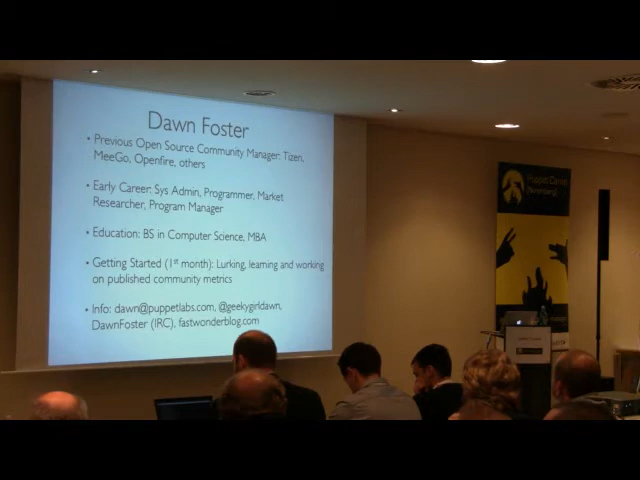 Dawn Foster
• Previous Open Source Community Manager: Tizen,
MeeGo, Openfire, others
• Early Career: Sys Admin, Programmer, Market
Researcher, Program Manager
• Education: BS in Computer Science, MBA
• Getting Started (1st month): Lurking, learning and working
on published community metrics
• Info: dawn@puppetlabs.com, @geekygirldawn,
DawnFoster (IRC), fastwonderblog.com
Puppet Camp